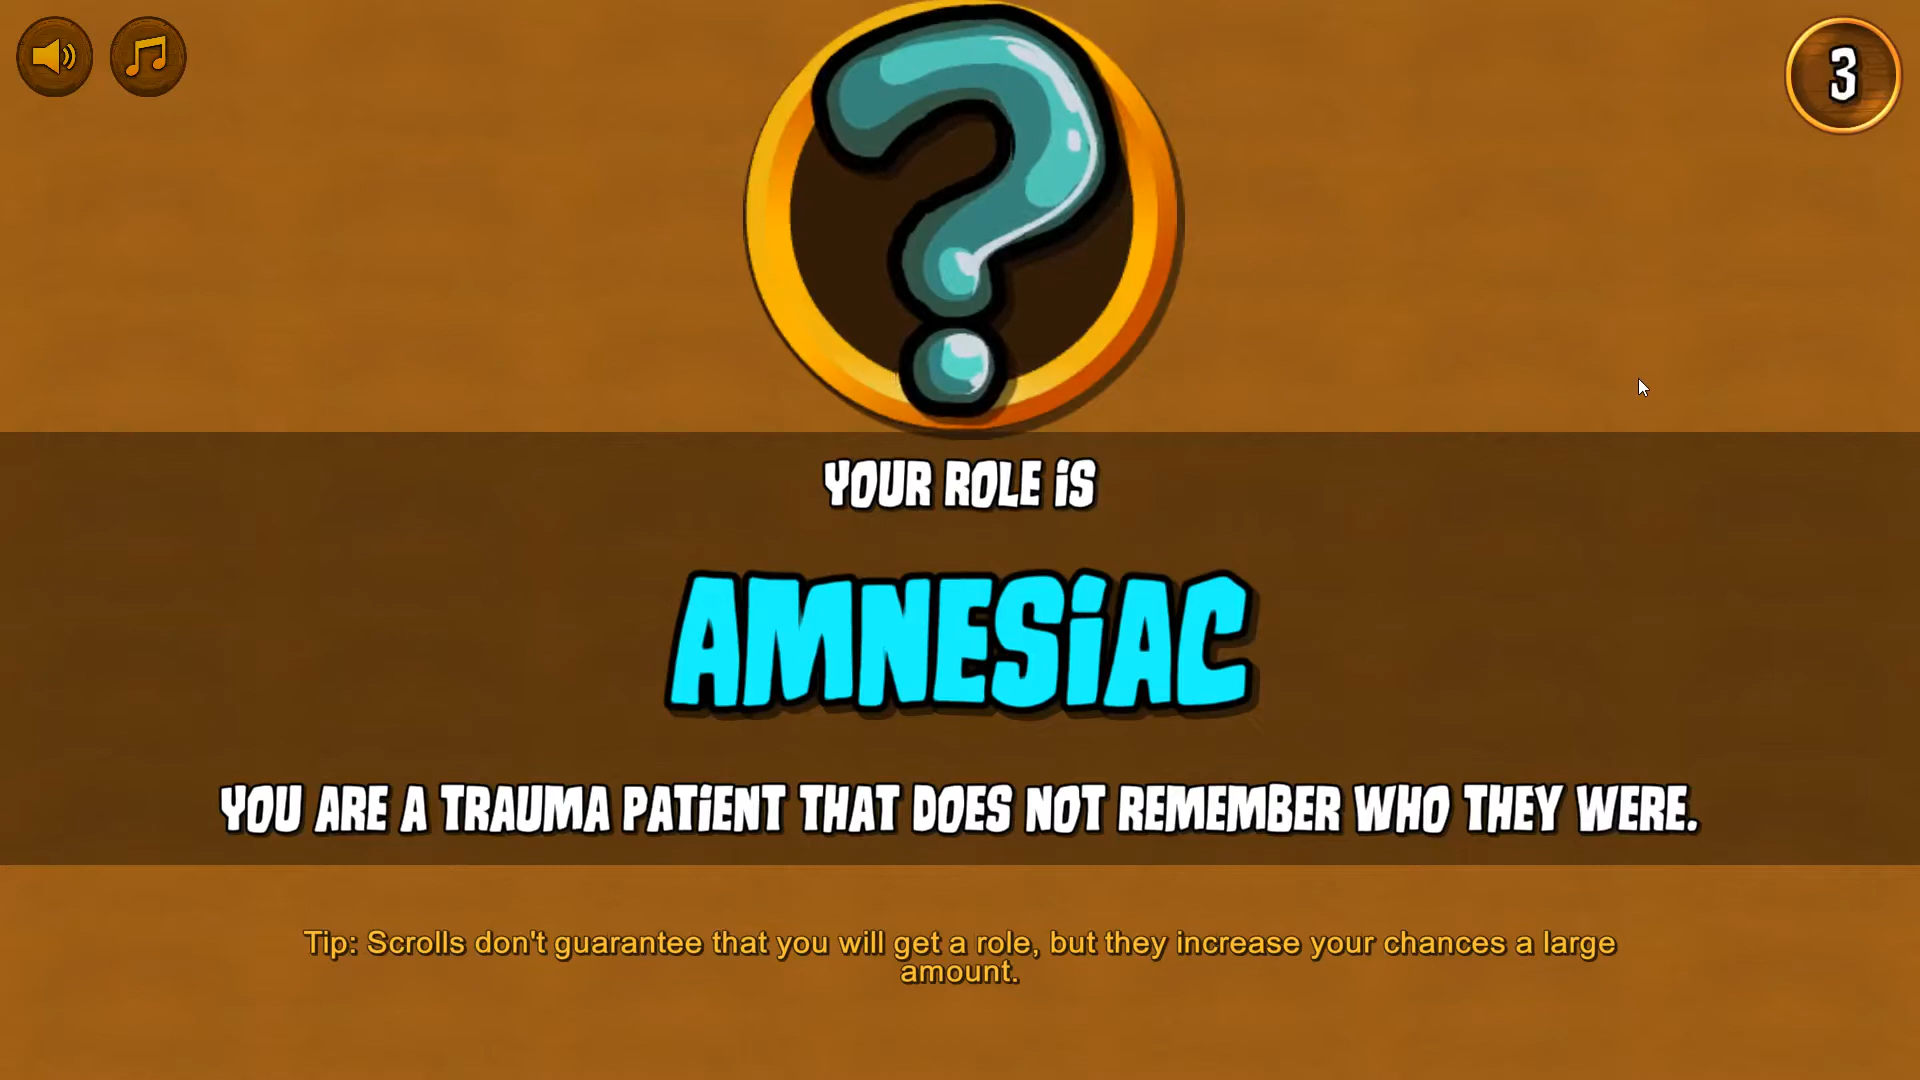 3
YOUR ROLE IS
AMNESIAC
YOU ARE A TRAUMA PATIENT THAT DOES NOT REMEMBER WHO THEY WERE.
Tip: Scrolls don't guarantee that you will get a role, but they increase your chances a large
amount.